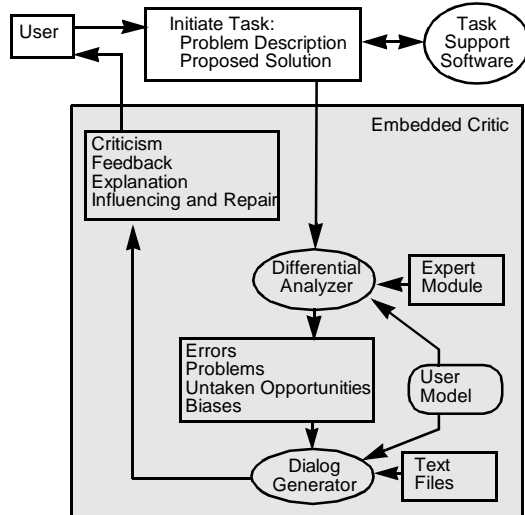 User
Initiate Task:
Problem Description
Proposed Solution
Task
Support
Software
Embedded Critic
Criticism
Feedback
Explanation
Influencing and Repair
Differential
Analyzer
Expert
Module
Errors
Problems
Untaken Opportunities
Biases
User
Model
Dialog
Generator
Text
Files